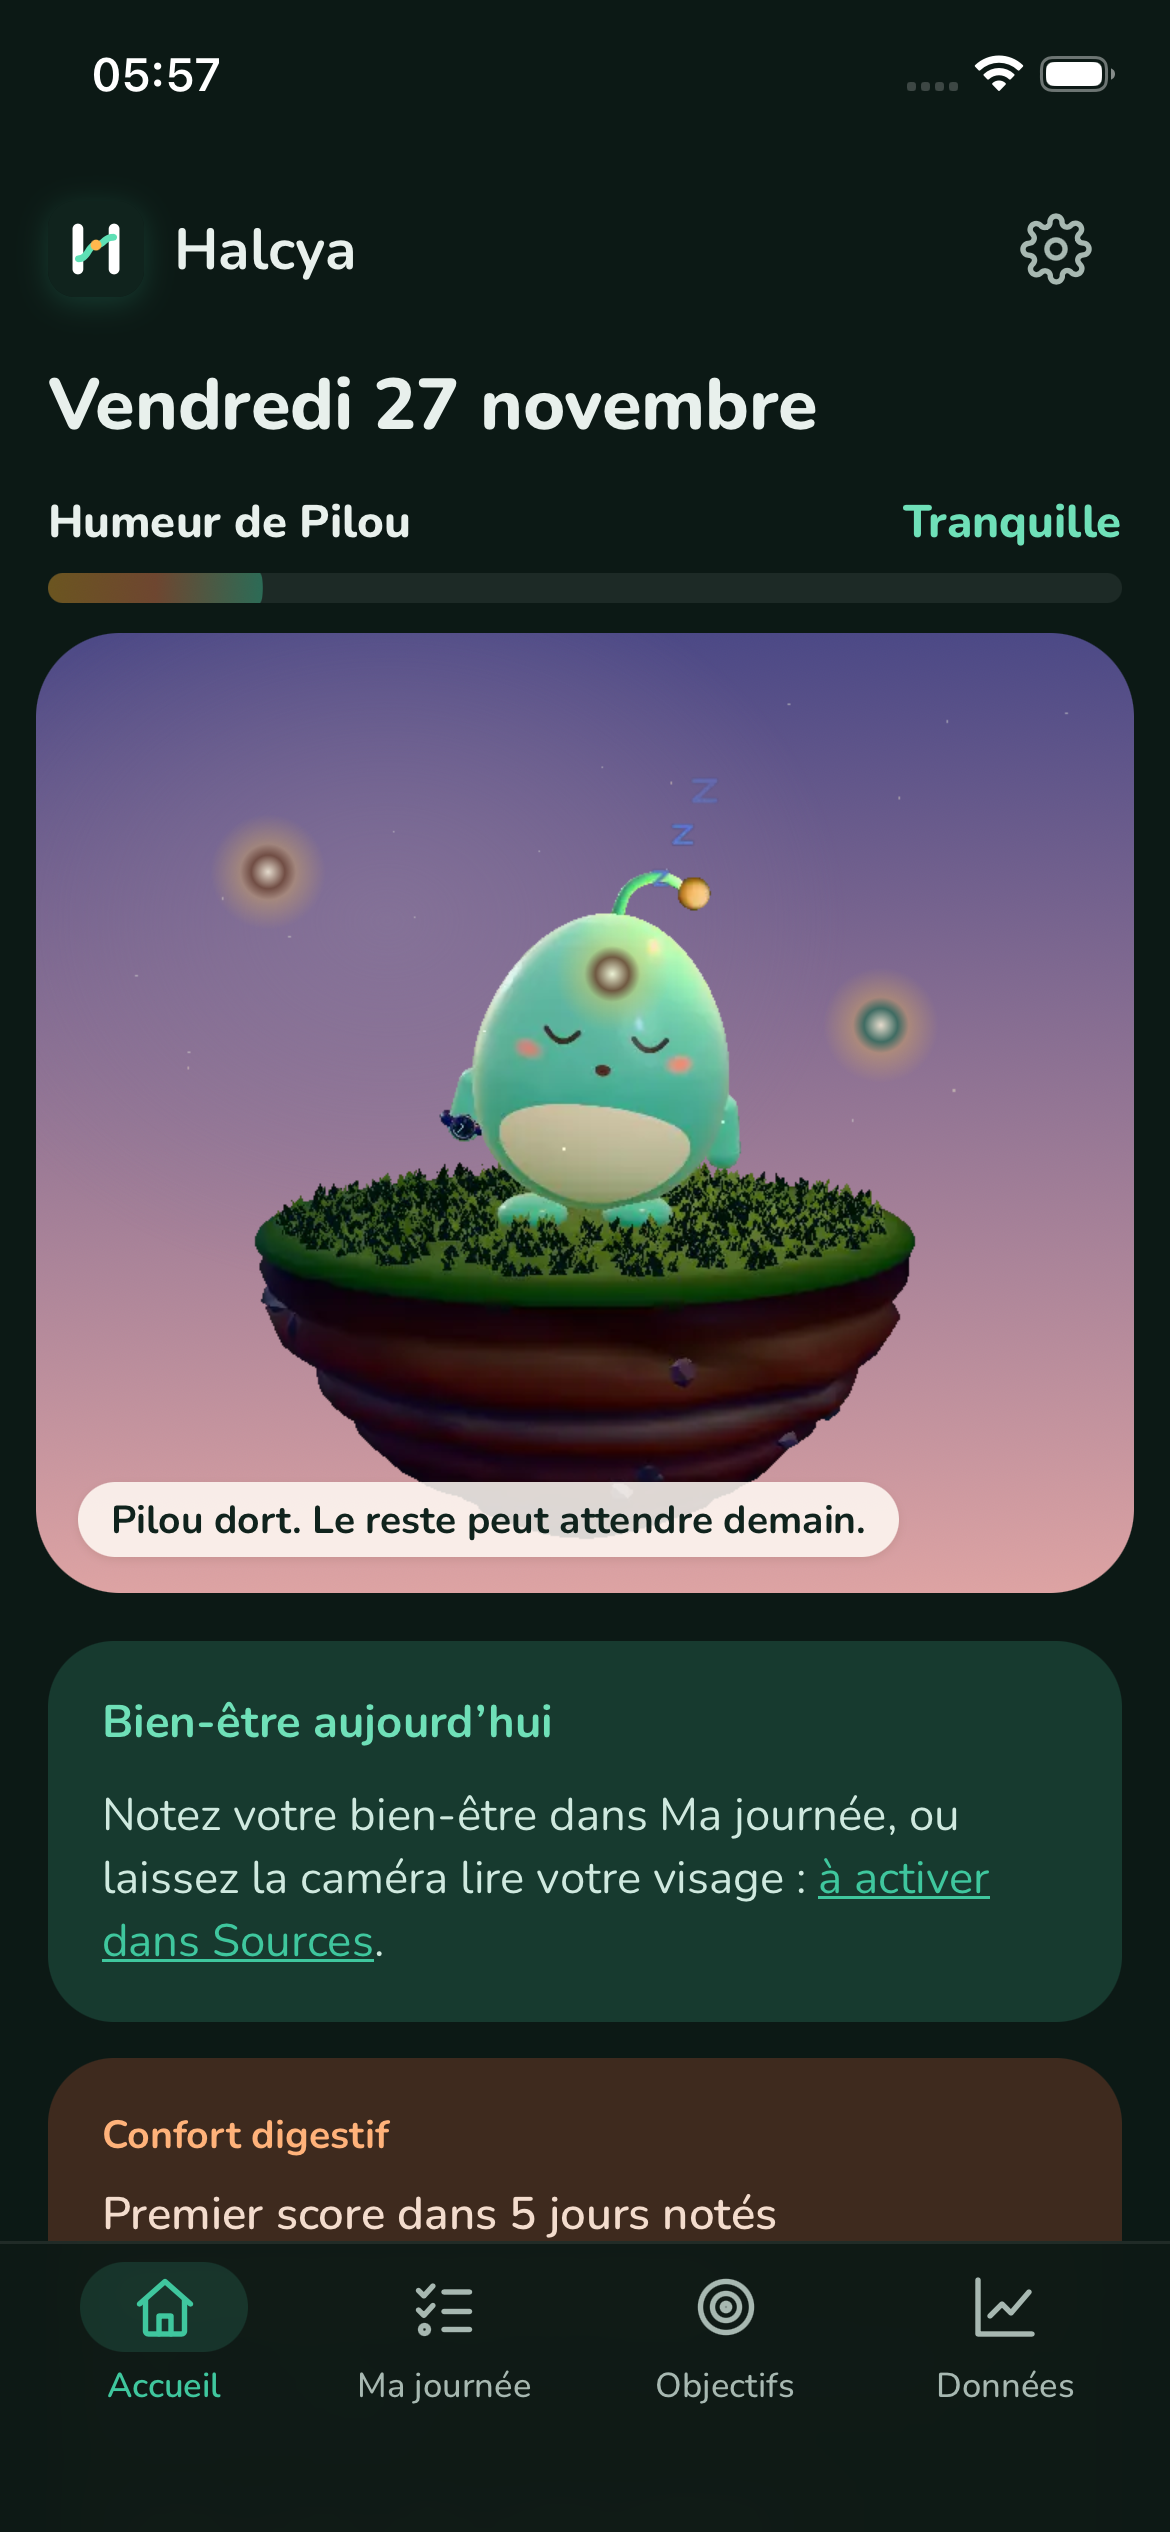 05:57
Halcya
Vendredi 27 novembre
Humeur de Pilou
Tranquille
z
z
z
Pilou dort. Le reste peut attendre demain.
Bien-être aujourd’hui
Notez votre bien-être dans Ma journée, ou
laissez la caméra lire votre visage : à activer
dans Sources.
Confort digestif
Premier score dans 5 jours notés
Accueil
Ma journée
Objectifs
Données